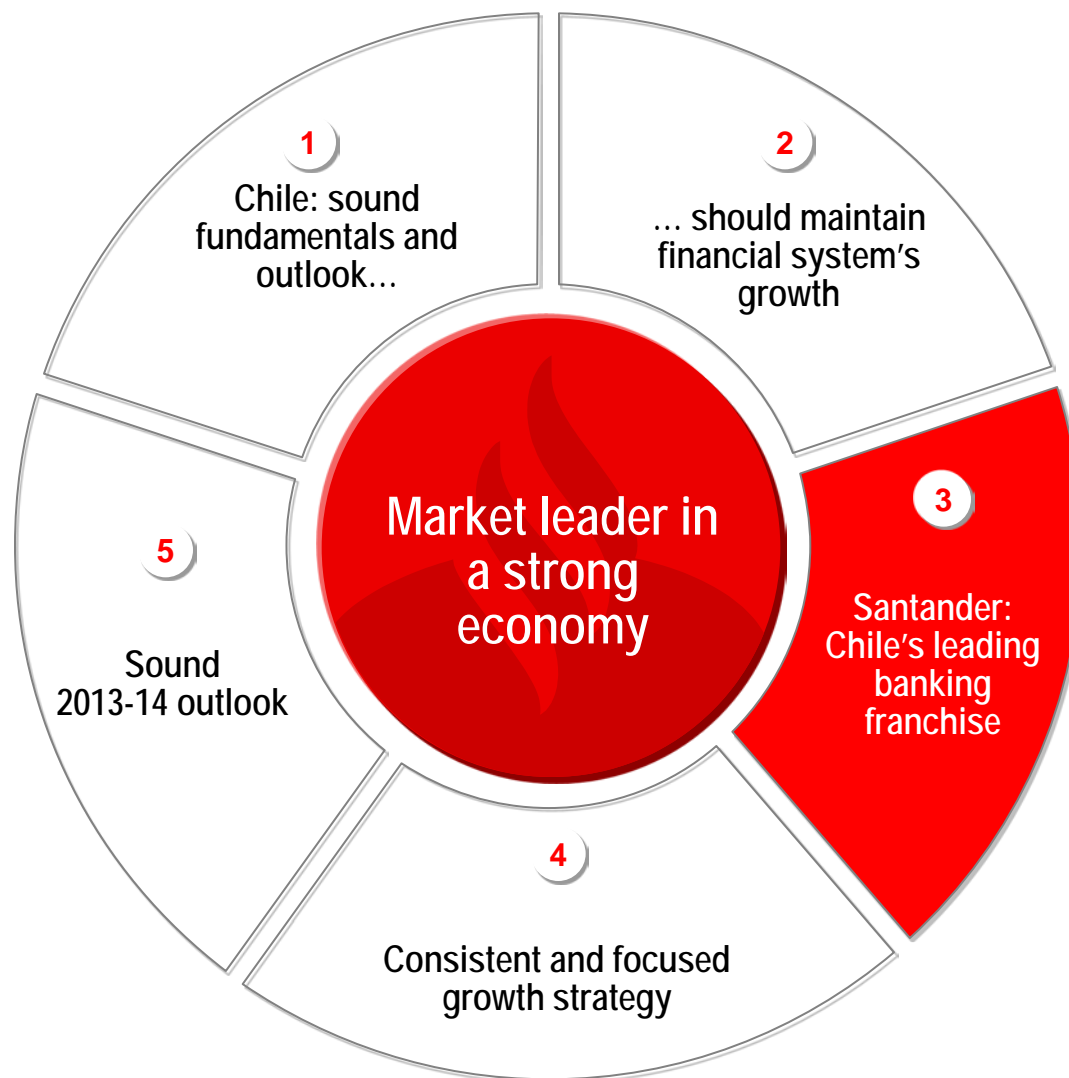 1
Chile: sound
fundamentals and
outlook…
2
… should maintain
financial system's
growth
3
Santander:
Chile's leading
banking
franchise
4
Consistent and focused
growth strategy
5
Sound
2013-14 outlook
Market leader in
a strong
economy